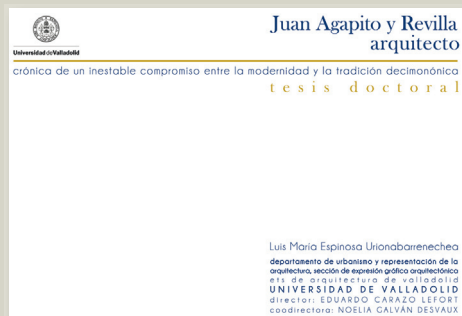 Juan Agapito y Revilla
arquitecto
Universidad de Valladolid
crónica de un inestable compromiso entre la modernidad y la tradición decimonónica
tesis doctoral
Luis María Espinosa Urionabarrenechea
departamento de urbanismo y representación de la
arquitectura, sección de expresión gráfica arquitectónica
ets de arquitectura de valladolid
UNIVERSIDAD DE VALLADOLID
director: EDUARDO CARAZO LEFORT
coodirectora: NOELIA GALVÁN DESVAUX